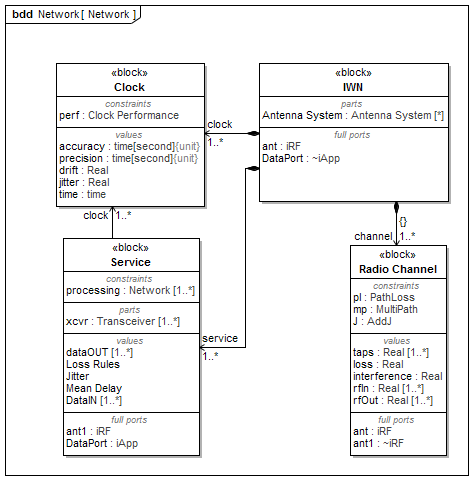 bdd Network[ Network ]
«block»
Clock
constraints
perf : Clock Performance
values
accuracy : time[second]{unit}
precision : time[second]{unit}
drift : Real
jitter : Real
time : time
«block»
IWN
parts
Antenna System : Antenna System [*]
full ports
ant : iRF
DataPort : ~iApp
clock
1..*
clock
1..*
{}
channel
1..*
service
1..*
«block»
Service
constraints
processing : Network [1..*]
parts
xcvr : Transceiver [1..*]
values
dataOUT [1..*]
Loss Rules
Jitter
Mean Delay
DataIN [1..*]
full ports
ant1 : iRF
DataPort : iApp
«block»
Radio Channel
constraints
pl : PathLoss
mp : MultiPath
J : AddJ
values
taps : Real [1..*]
loss : Real
interference : Real
rfIn : Real [1..*]
rfOut : Real [1..*]
full ports
ant : iRF
ant1 : ~iRF